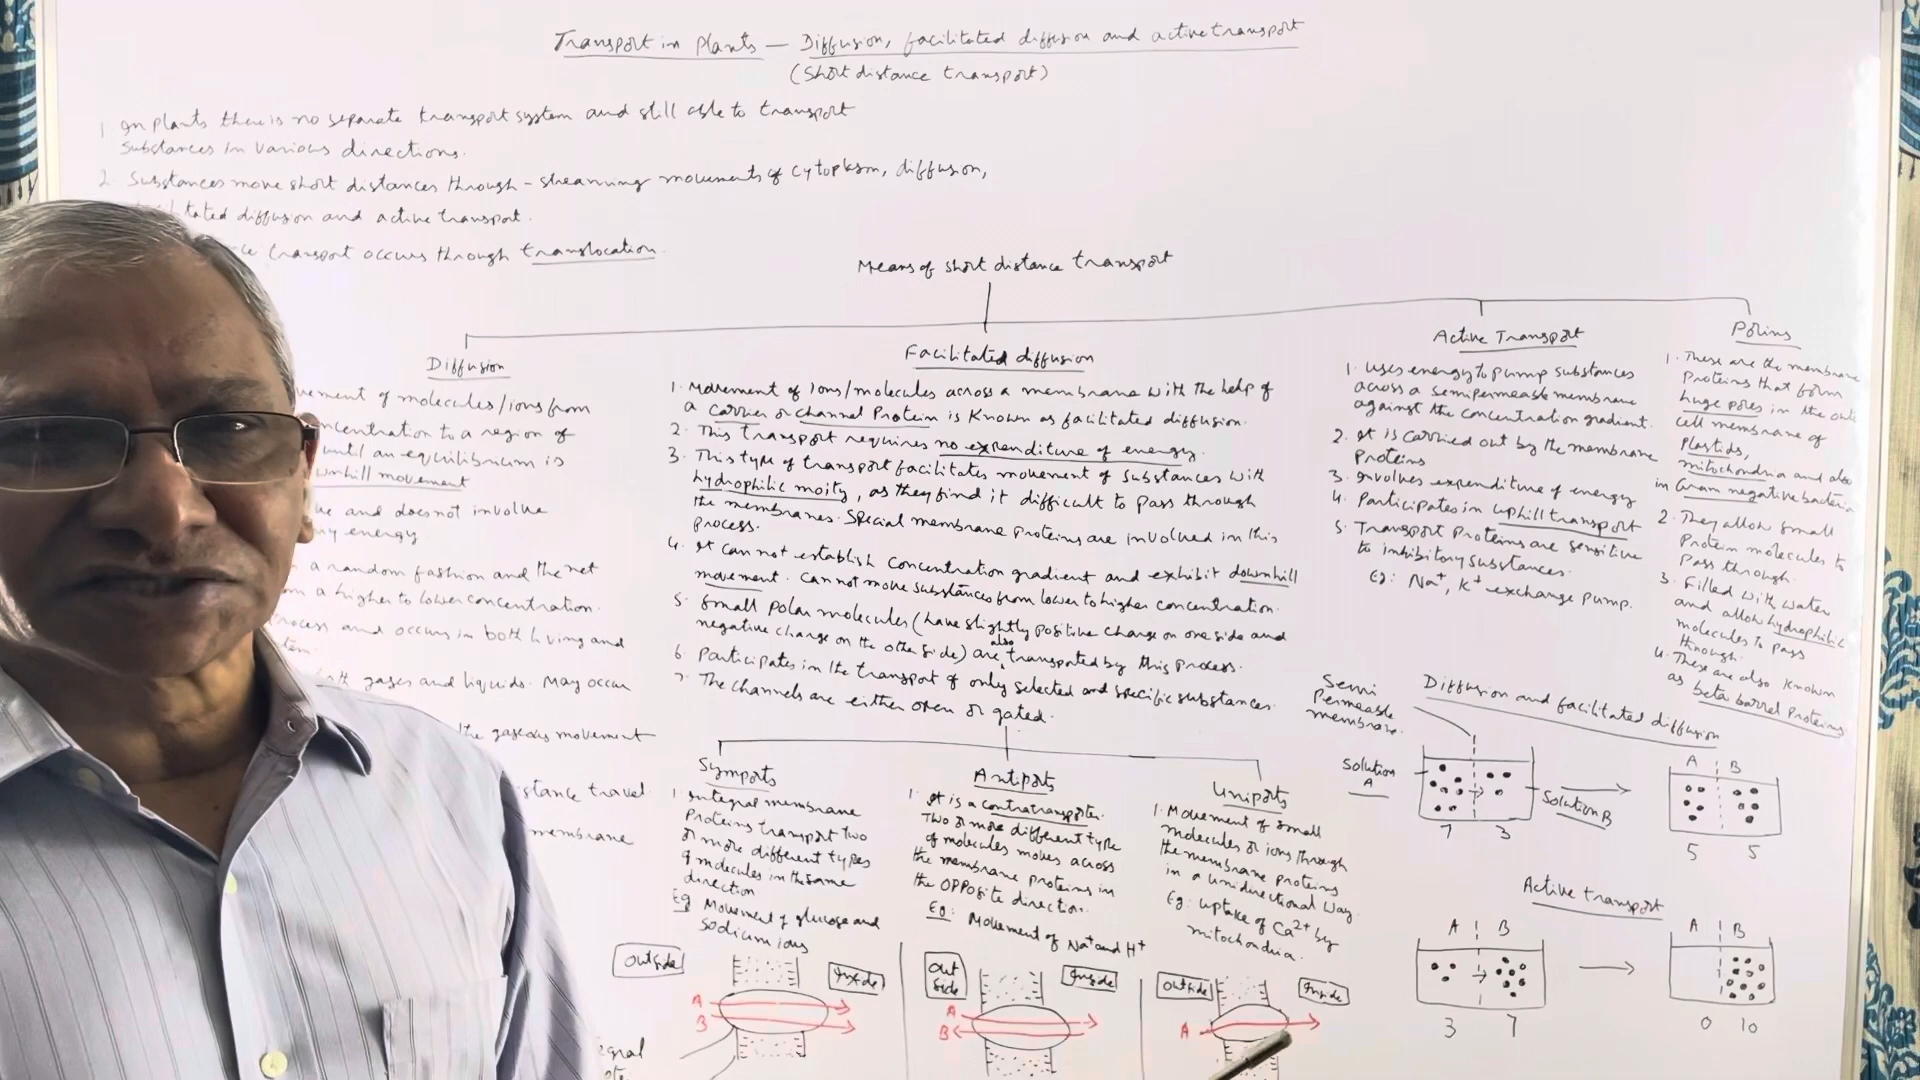 Transport in plants – Diffusion, facilitated diffusion and active transport
(Short distance transport)
1. In plants there is no separate transport system and still able to transport
substances in various directions.
2. Substances move short distances through - streaming movements of cytoplasm, diffusion,
facilitated diffusion and active transport.
transport occurs through translocation.
Means of short distance transport
Diffusion
molecules/ions from
to a region of
until an equilibrium is
movement
and does not involve
energy
a random fashion and the net
a higher to lower concentration.
process and occurs in both living and
gases and liquids. May occur
the gaseous movement
distance travel
membrane
Facilitated diffusion
1. Movement of ions/molecules across a membrane with the help of
a carrier or channel protein is known as facilitated diffusion.
2. This transport requires no expenditure of energy.
3. This type of transport facilitates movement of substances with
hydrophilic moity, as they find it difficult to pass through
the membranes. Special membrane proteins are involved in this
process.
4. It can not establish concentration gradient and exhibit downhill
movement. Can not move substances from lower to higher concentration.
5. Small polar molecules (have slightly positive charge on one side and
negative charge on the other side) are also transported by this process.
6. Participates in the transport of only selected and specific substances.
7. The channels are either open or gated.
Symports
1. Integral membrane
proteins transport two
or more different types
of molecules in the same
direction
Eg Movement of glucose and
sodium ions
Outside
Inside
A
B
Antiports
1. It is a contratransporter.
Two or more different type
of molecules moves across
the membrane proteins in
the opposite direction.
Eg: Movement of Na+ and H+
Out
side
Inside
A
B
Uniports
1. Movement of small
molecules or ions through
the membrane proteins
in a unidirectional way.
Eg: uptake of Ca2+ by
mitochondria.
Outside
Inside
A
Active Transport
1. Uses energy to pump substances
across a semipermeable membrane
against the concentration gradient.
2. It is carried out by the membrane
proteins
3. Involves expenditure of energy
4. Participates in uphill transport
5. Transport proteins are sensitive
to inhibitory substances.
Eg: Na+, K+ exchange pump.
Porins
1. These are the membrane
proteins that form
huge pores in the
cell membrane of
plastids,
mitochondria and also
in Gram negative bacteria
2. They allow small
protein molecules to
pass through.
3. Filled with water
and allow hydrophilic
molecules to pass
through.
4. These are also known
as beta barrel proteins
Diffusion and facilitated diffusion
Semi
permeable
membrane.
Solution
A
Solution B
7 3
A B
5 5
Active transport
A B
3 7
A B
0 10